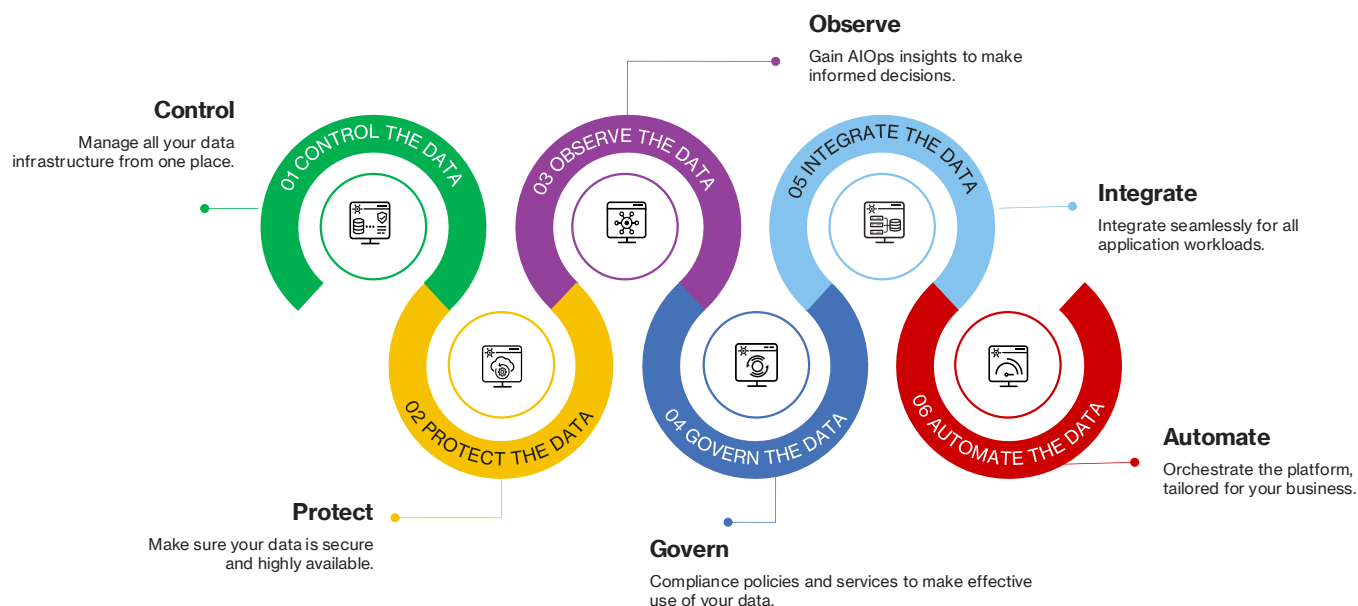 Control
Manage all your data
infrastructure from one place.
01 CONTROL THE DATA
Protect
Make sure your data is secure
and highly available.
02 PROTECT THE DATA
Observe
Gain AIOps insights to make
informed decisions.
03 OBSERVE THE DATA
Govern
Compliance policies and services to make effective
use of your data.
04 GOVERN THE DATA
Integrate
Integrate seamlessly for all
application workloads.
05 INTEGRATE THE DATA
Automate
Orchestrate the platform,
tailored for your business.
06 AUTOMATE THE DATA